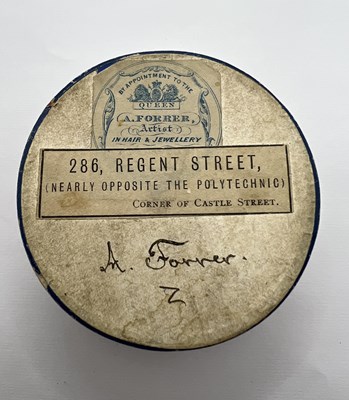 BY APPOINTMENT TO THE
QUEEN
A. FORRER,
Artist
IN HAIR & JEWELLERY
286, REGENT STREET,
(NEARLY OPPOSITE THE POLYTECHNIC)
CORNER OF CASTLE STREET.
A. Forrer.